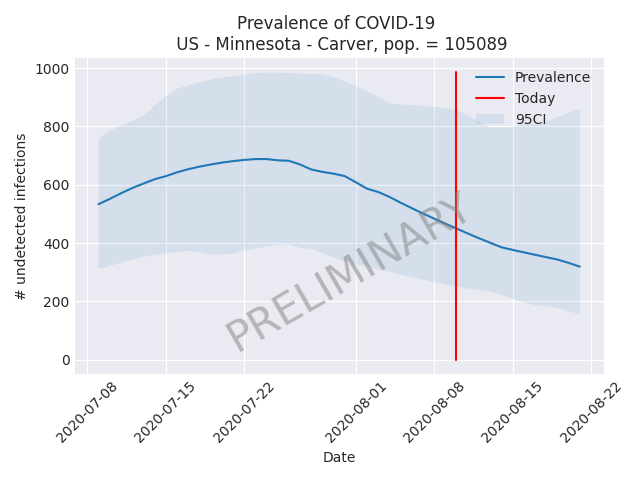 Prevalence of COVID-19
US - Minnesota - Carver, pop. = 105089
1000
800
600
400
200
0
# undetected infections
Prevalence
Today
95CI
PRELIMINARY
2020-07-08
2020-07-15
2020-07-22
2020-08-01
2020-08-08
2020-08-15
2020-08-22
Date